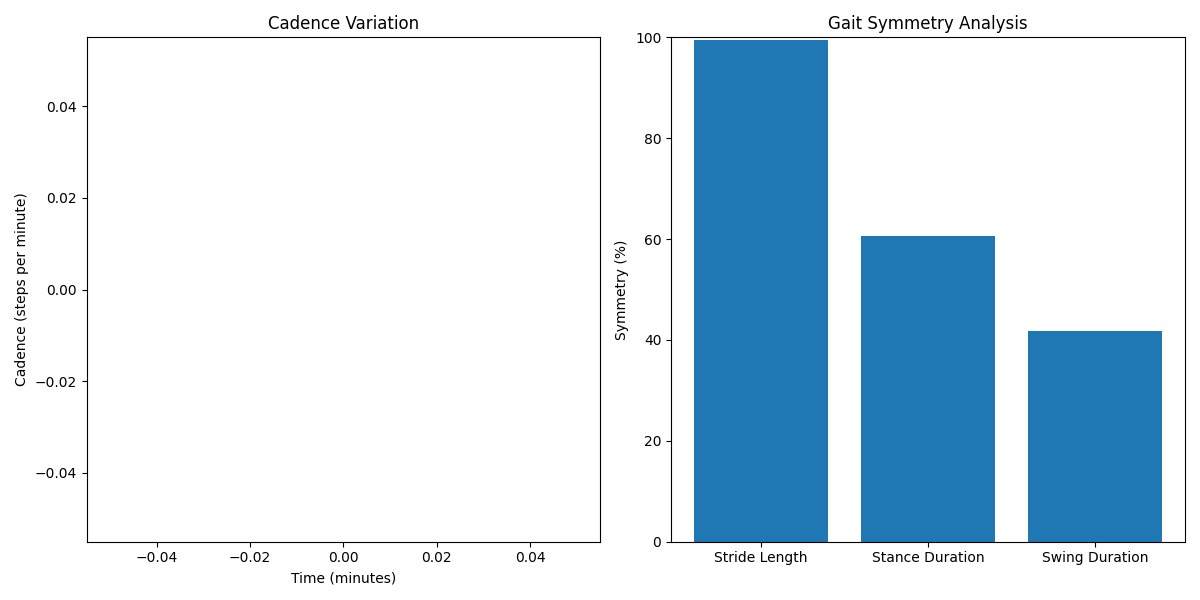 Cadence Variation
Cadence (steps per minute)
0.04
0.02
0.00
−0.02
−0.04
−0.04 −0.02 0.00 0.02 0.04
Time (minutes)
Gait Symmetry Analysis
Symmetry (%)
100
80
60
40
20
0
Stride Length Stance Duration Swing Duration